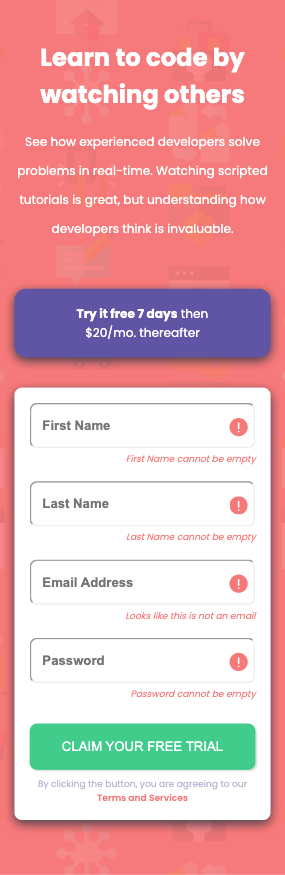 Learn to code by
watching others
See how experienced developers solve
problems in real-time. Watching scripted
tutorials is great, but understanding how
developers think is invaluable.
Try it free 7 days then
$20/mo. thereafter
First Name
!
First Name cannot be empty
Last Name
!
Last Name cannot be empty
Email Address
!
Looks like this is not an email
Password
!
Password cannot be empty
CLAIM YOUR FREE TRIAL
By clicking the button, you are agreeing to our
Terms and Services